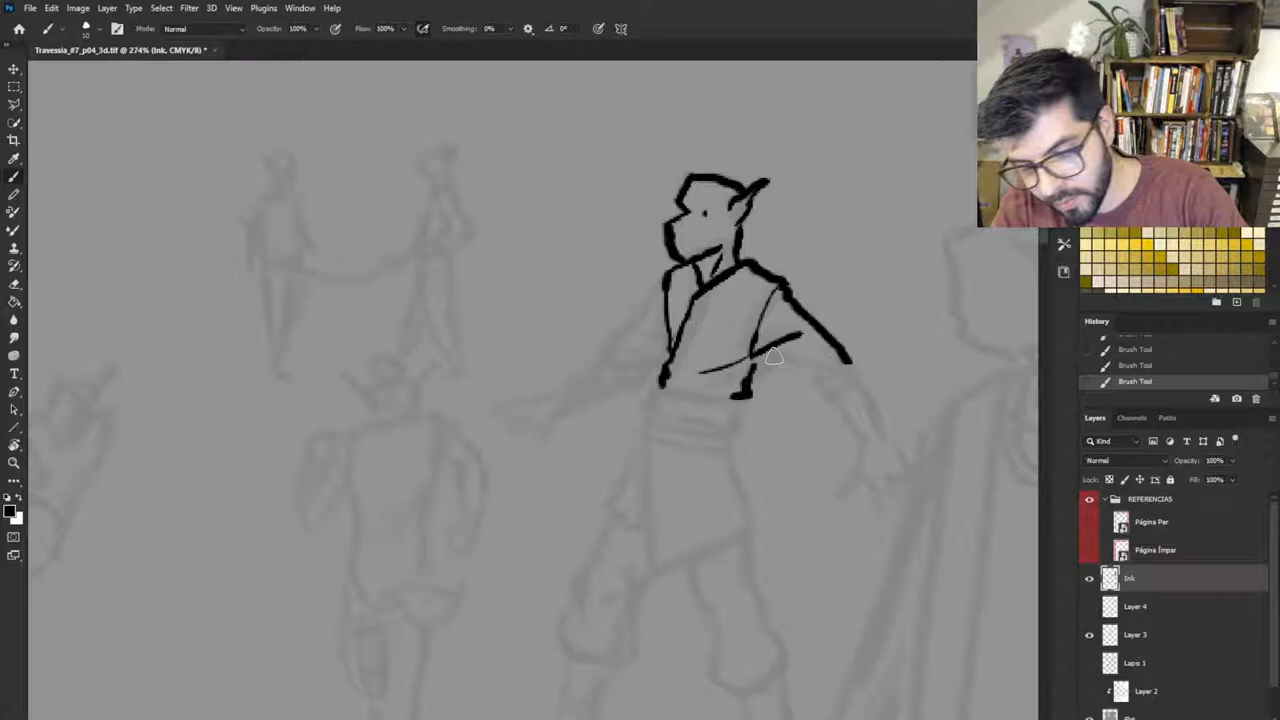 File Edit Image Layer Type Select Filter 3D View Plugins Window Help
10 Mode: Normal Opacity: 100% Flow: 100% Smoothing: 0% 0°
Travessia_#7_p04_3d.tif @ 274% (Ink, CMYK/8) *
History
Brush Tool
Brush Tool
Brush Tool
Layers Channels Paths
Kind
Normal Opacity: 100%
Lock: Fill: 100%
REFERENCIAS
Página Par
Página Ímpar
Ink
Layer 4
Layer 3
Lapis 1
Layer 2